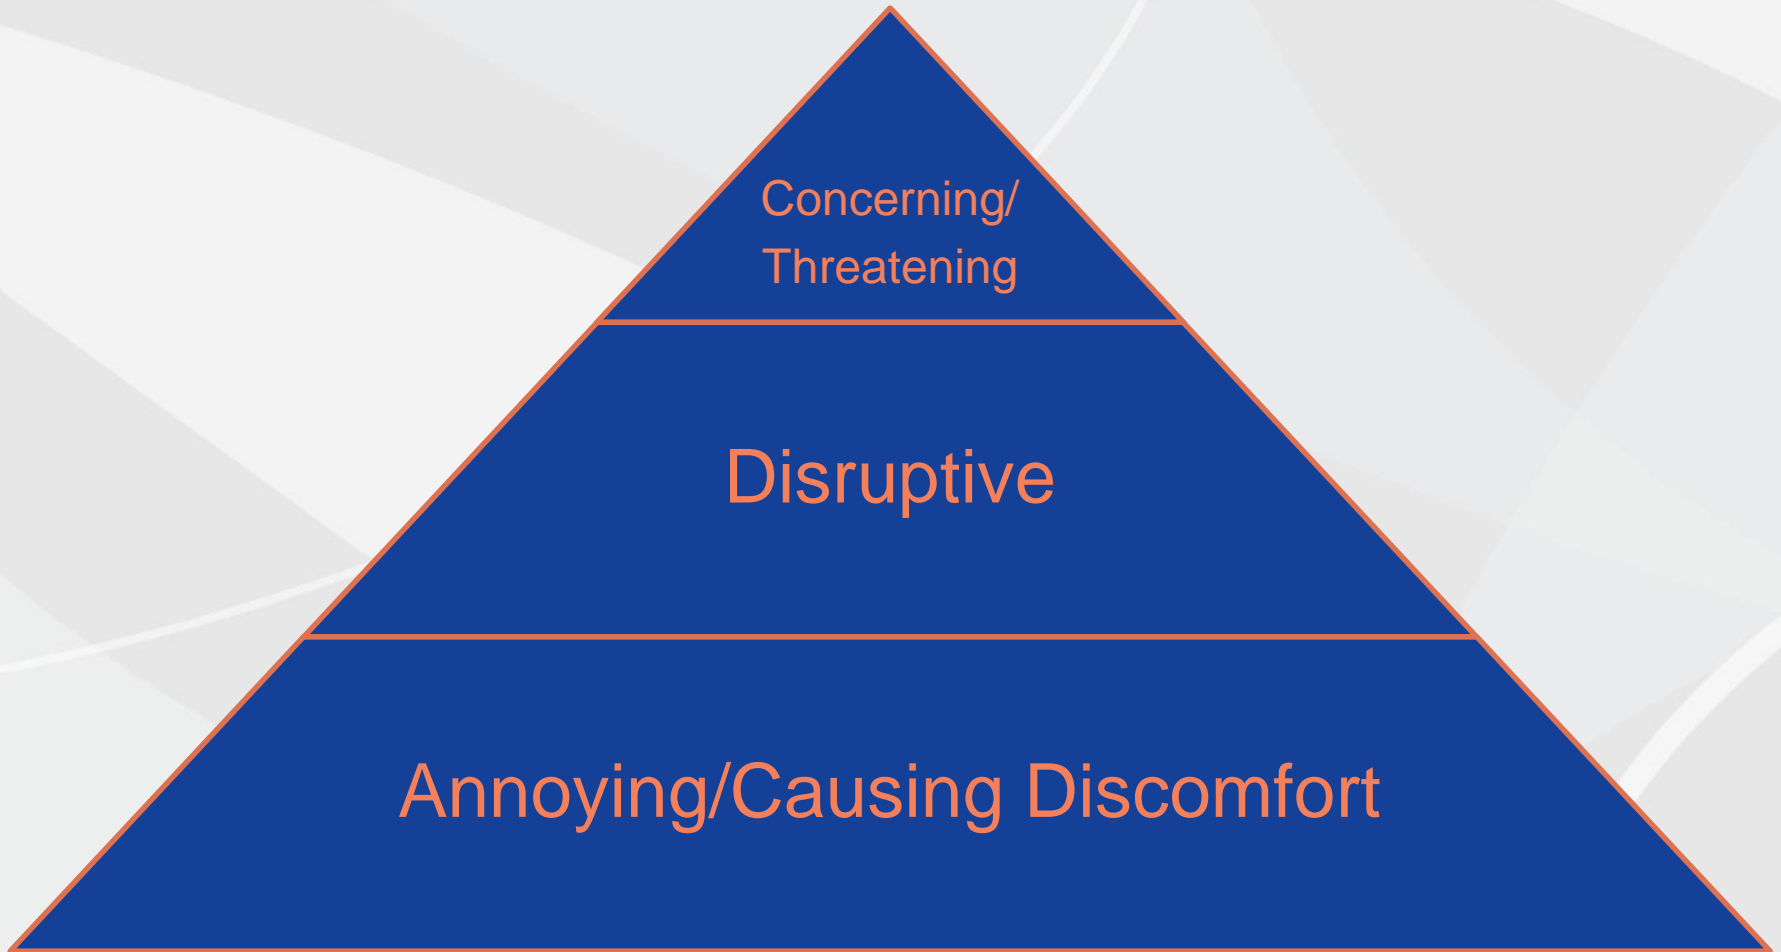 Concerning/
Threatening
Disruptive
Annoying/Causing Discomfort